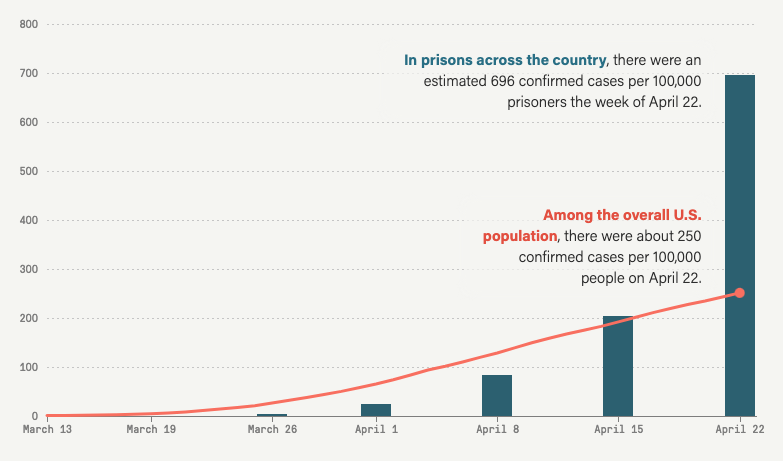 800
In prisons across the country, there were an
700
estimated 696 confirmed cases per 100,000
prisoners the week of April 22.
600
500
Among the overall U.S.
400
population, there were about 250
confirmed cases per 100,000
300
people on April 22.
200
100
0
March 13 March 19 March 26 April 1 April 8 April 15 April 22